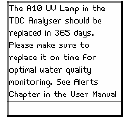 The A10 UV Lamp in the
TOC Analyser should be
replaced in 365 days.
Please make sure to
replace it on time For
optimal water quality
monitoring. See Alerts
Chapter in the User Manual